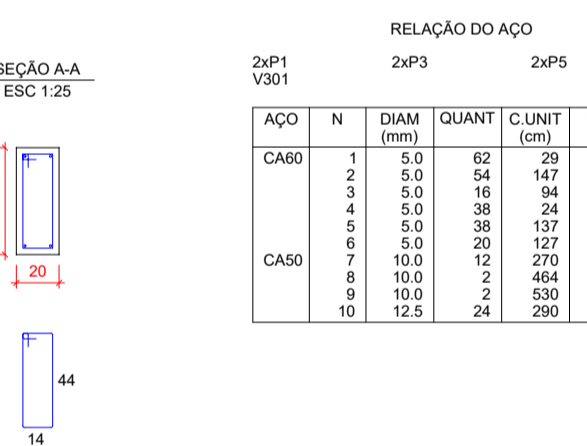 SEÇÃO A-A
ESC 1:25
20
44
14
RELAÇÃO DO AÇO
2xP1 2xP3 2xP5
V301
AÇO N DIAM QUANT C.UNIT
(mm) (cm)
CA60 1 5.0 62 29
2 5.0 54 147
3 5.0 16 94
4 5.0 38 24
5 5.0 38 137
6 5.0 20 127
CA50 7 10.0 12 270
8 10.0 2 464
9 10.0 2 530
10 12.5 24 290